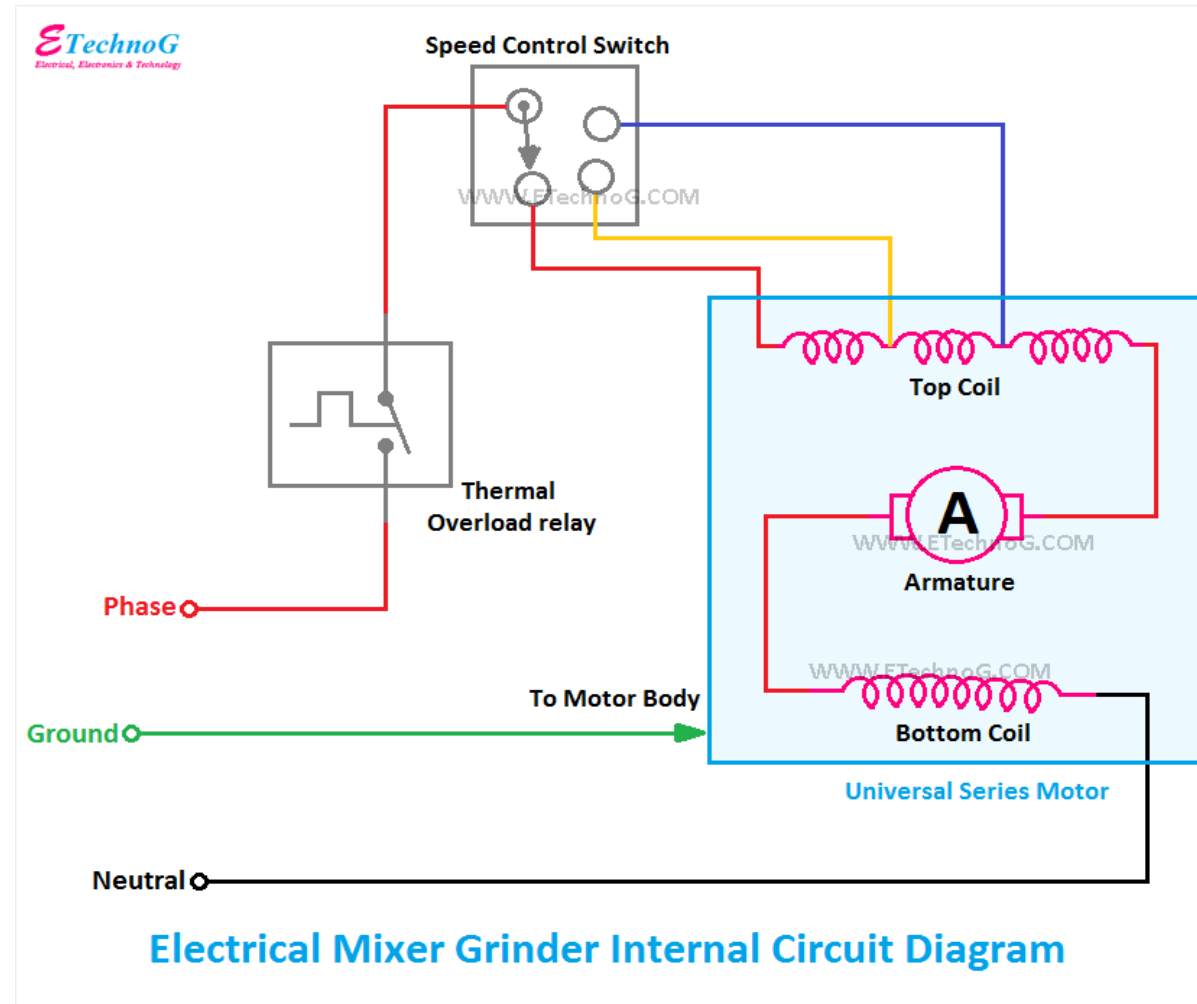 ETechnoG
Electrical, Electronics & Technology
Speed Control Switch
WWW.ETechnoG.COM
Top Coil
Thermal
Overload relay
A
WWW.ETechnoG.COM
Armature
Phase
WWW.ETechnoG.COM
To Motor Body
Ground
Bottom Coil
Universal Series Motor
Neutral
Electrical Mixer Grinder Internal Circuit Diagram